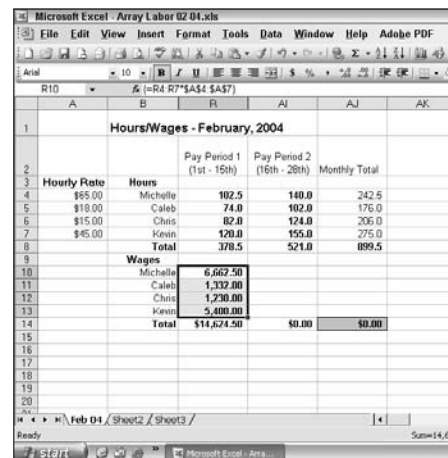 Microsoft Excel - Array Labor 02-04.xls
File Edit View Insert Format Tools Data Window Help Adobe PDF
Arial 10 B I U $ %
R10 fx {=R4:R7*$A$4:$A$7}
A B R AI AJ AK
1 Hours/Wages - February, 2004
Pay Period 1 Pay Period 2
2 (1st - 15th) (16th - 28th) Monthly Total
3 Hourly Rate Hours
4 $65.00 Michelle 102.5 140.0 242.5
5 $18.00 Caleb 74.0 102.0 176.0
6 $15.00 Chris 82.0 124.0 206.0
7 $45.00 Kevin 120.0 155.0 275.0
8 Total 378.5 521.0 899.5
9 Wages
10 Michelle 6,662.50
11 Caleb 1,332.00
12 Chris 1,230.00
13 Kevin 5,400.00
14 Total $14,624.50 $0.00 $0.00
15
16
17
18
19
20
Feb 04 / Sheet2 / Sheet3 /
Ready Sum=14,6
start Microsoft Excel - Arra...